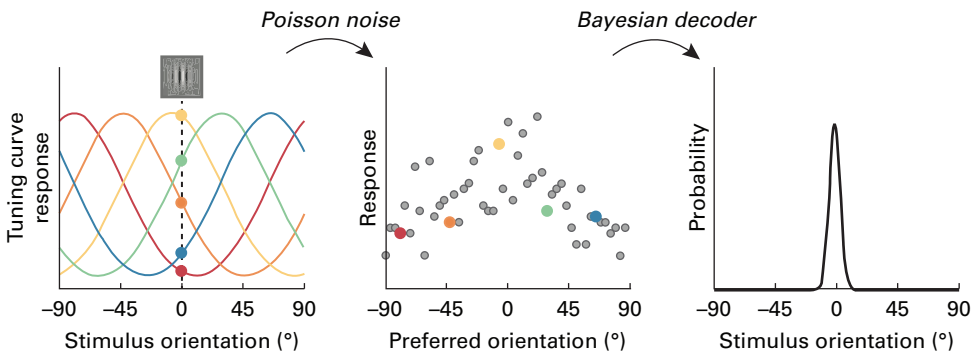 Poisson noise
Bayesian decoder
Tuning curve
response
–90 –45 0 45 90
Stimulus orientation (°)
Response
–90 –45 0 45 90
Preferred orientation (°)
Probability
–90 –45 0 45 90
Stimulus orientation (°)